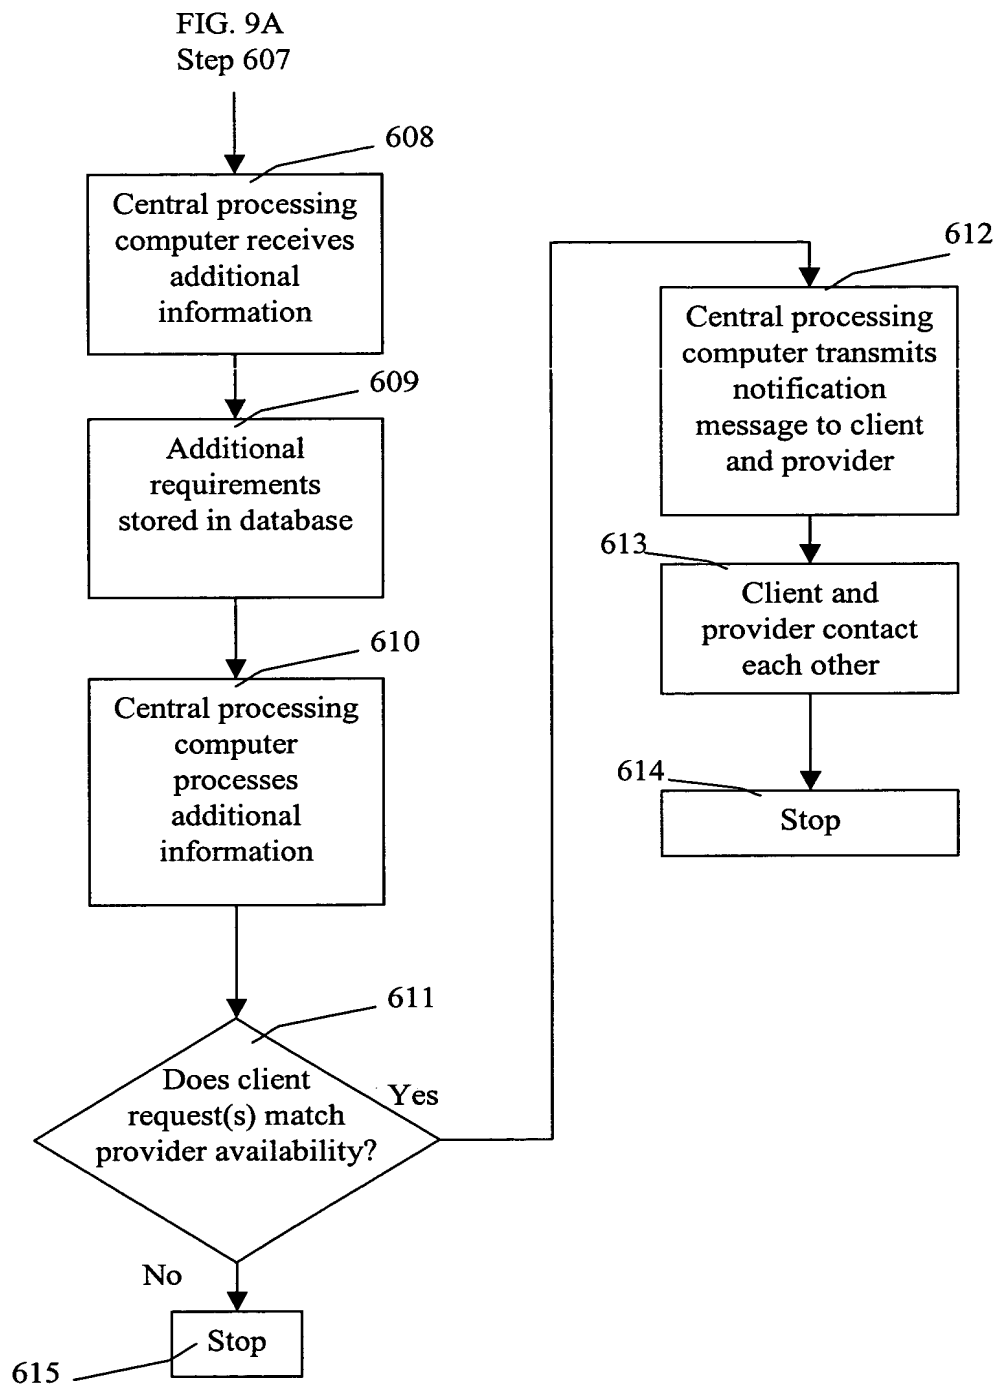 FIG. 9A
Step 607
608
Central processing
computer receives
additional
information
609
Additional
requirements
stored in database
610
Central processing
computer
processes
additional
information
611
Does client
request(s) match
provider availability?
Yes
No
Stop
615
612
Central processing
computer transmits
notification
message to client
and provider
613
Client and
provider contact
each other
614
Stop